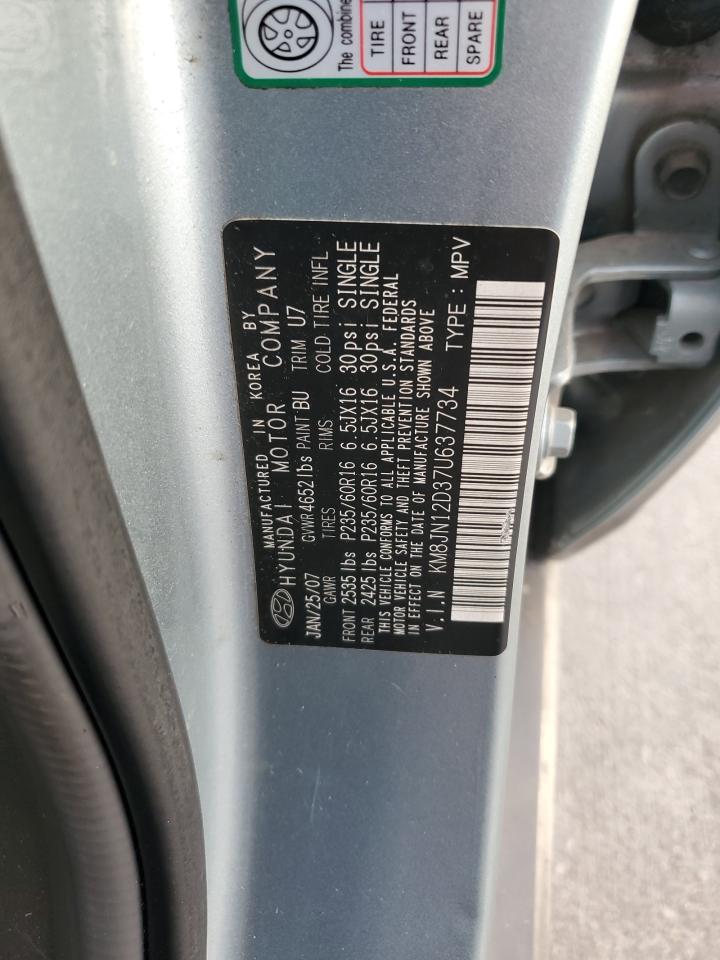 The combine
TIRE
FRONT
REAR
SPARE
MANUFACTURED IN KOREA BY
HYUNDAI MOTOR COMPANY
JAN/25/07 GVWR 4652 lbs PAINT BU TRIM U7
GAWR TIRES RIMS COLD TIRE INFL
FRONT 2535 lbs P235/60R16 6.5JX16 30psi SINGLE
REAR 2425 lbs P235/60R16 6.5JX16 30psi SINGLE
THIS VEHICLE CONFORMS TO ALL APPLICABLE U.S.A. FEDERAL
MOTOR VEHICLE SAFETY AND THEFT PREVENTION STANDARDS
IN EFFECT ON THE DATE OF MANUFACTURE SHOWN ABOVE
V.I.N KM8JN12D37U637734 TYPE : MPV